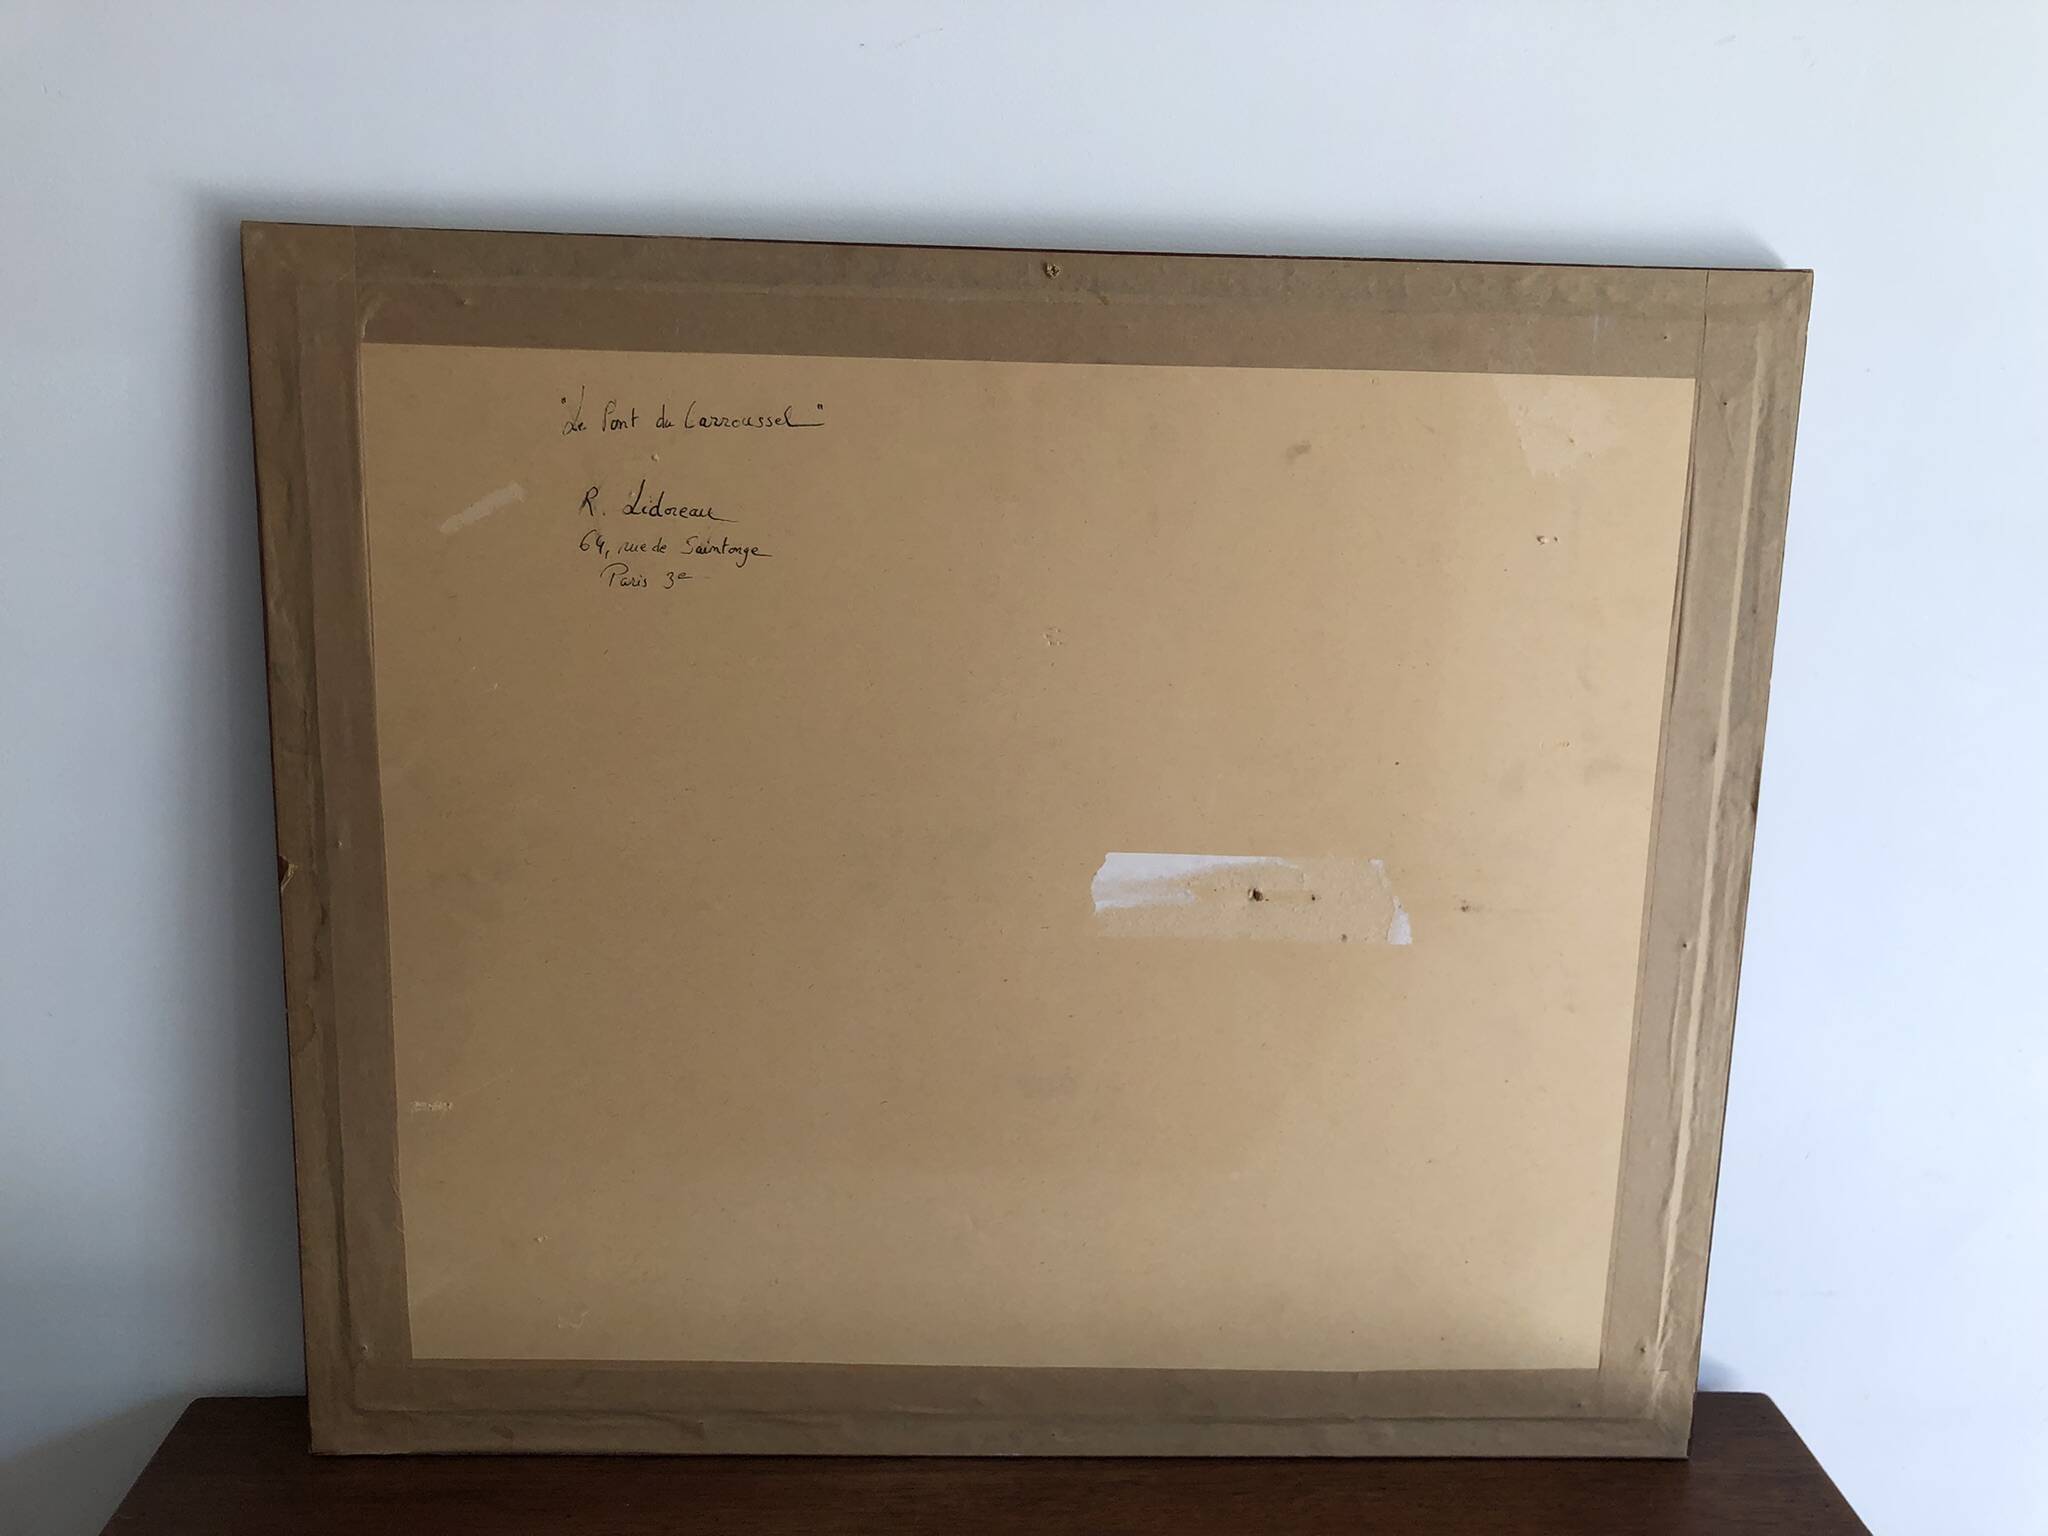 "Le Pont du Carroussel"
R. Lidoreau
64, rue de Saintonge
Paris 3e